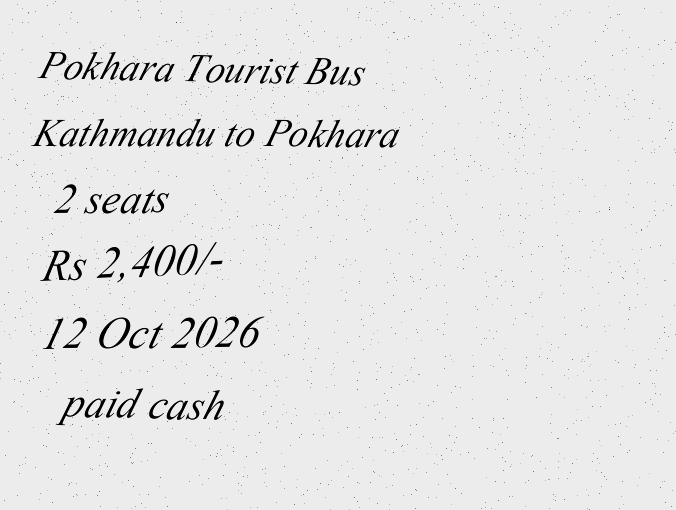 Pokhara Tourist Bus
Kathmandu to Pokhara
2 seats
Rs 2,400/-
12 Oct 2026
paid cash